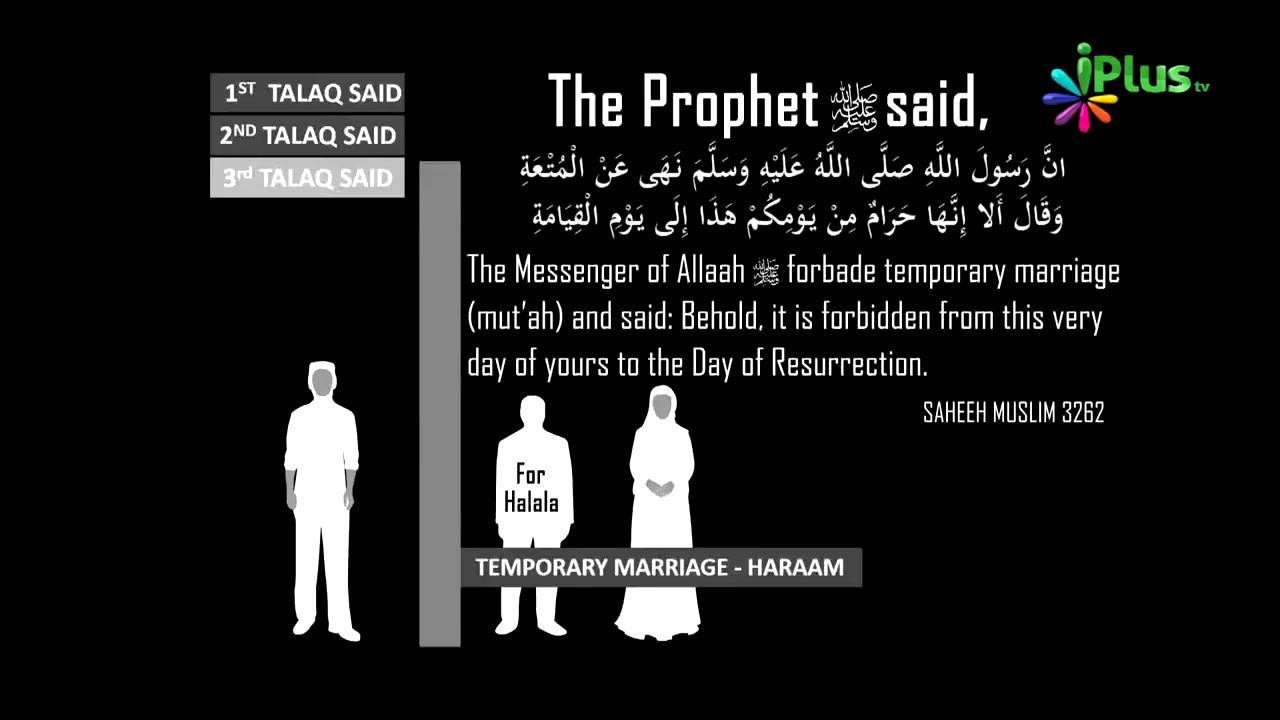 1ST TALAQ SAID
2ND TALAQ SAID
3rd TALAQ SAID
The Prophet ﷺ said,
iPlus tv
انَّ رَسُولَ اللَّهِ صَلَّى اللَّهُ عَلَيْهِ وَسَلَّمَ نَهَى عَنْ الْمُتْعَةِ
وَقَالَ أَلا إِنَّهَا حَرَامٌ مِنْ يَوْمِكُمْ هَذَا إِلَى يَوْمِ الْقِيَامَةِ
The Messenger of Allaah ﷺ forbade temporary marriage
(mut’ah) and said: Behold, it is forbidden from this very
day of yours to the Day of Resurrection.
SAHEEH MUSLIM 3262
For
Halala
TEMPORARY MARRIAGE - HARAAM